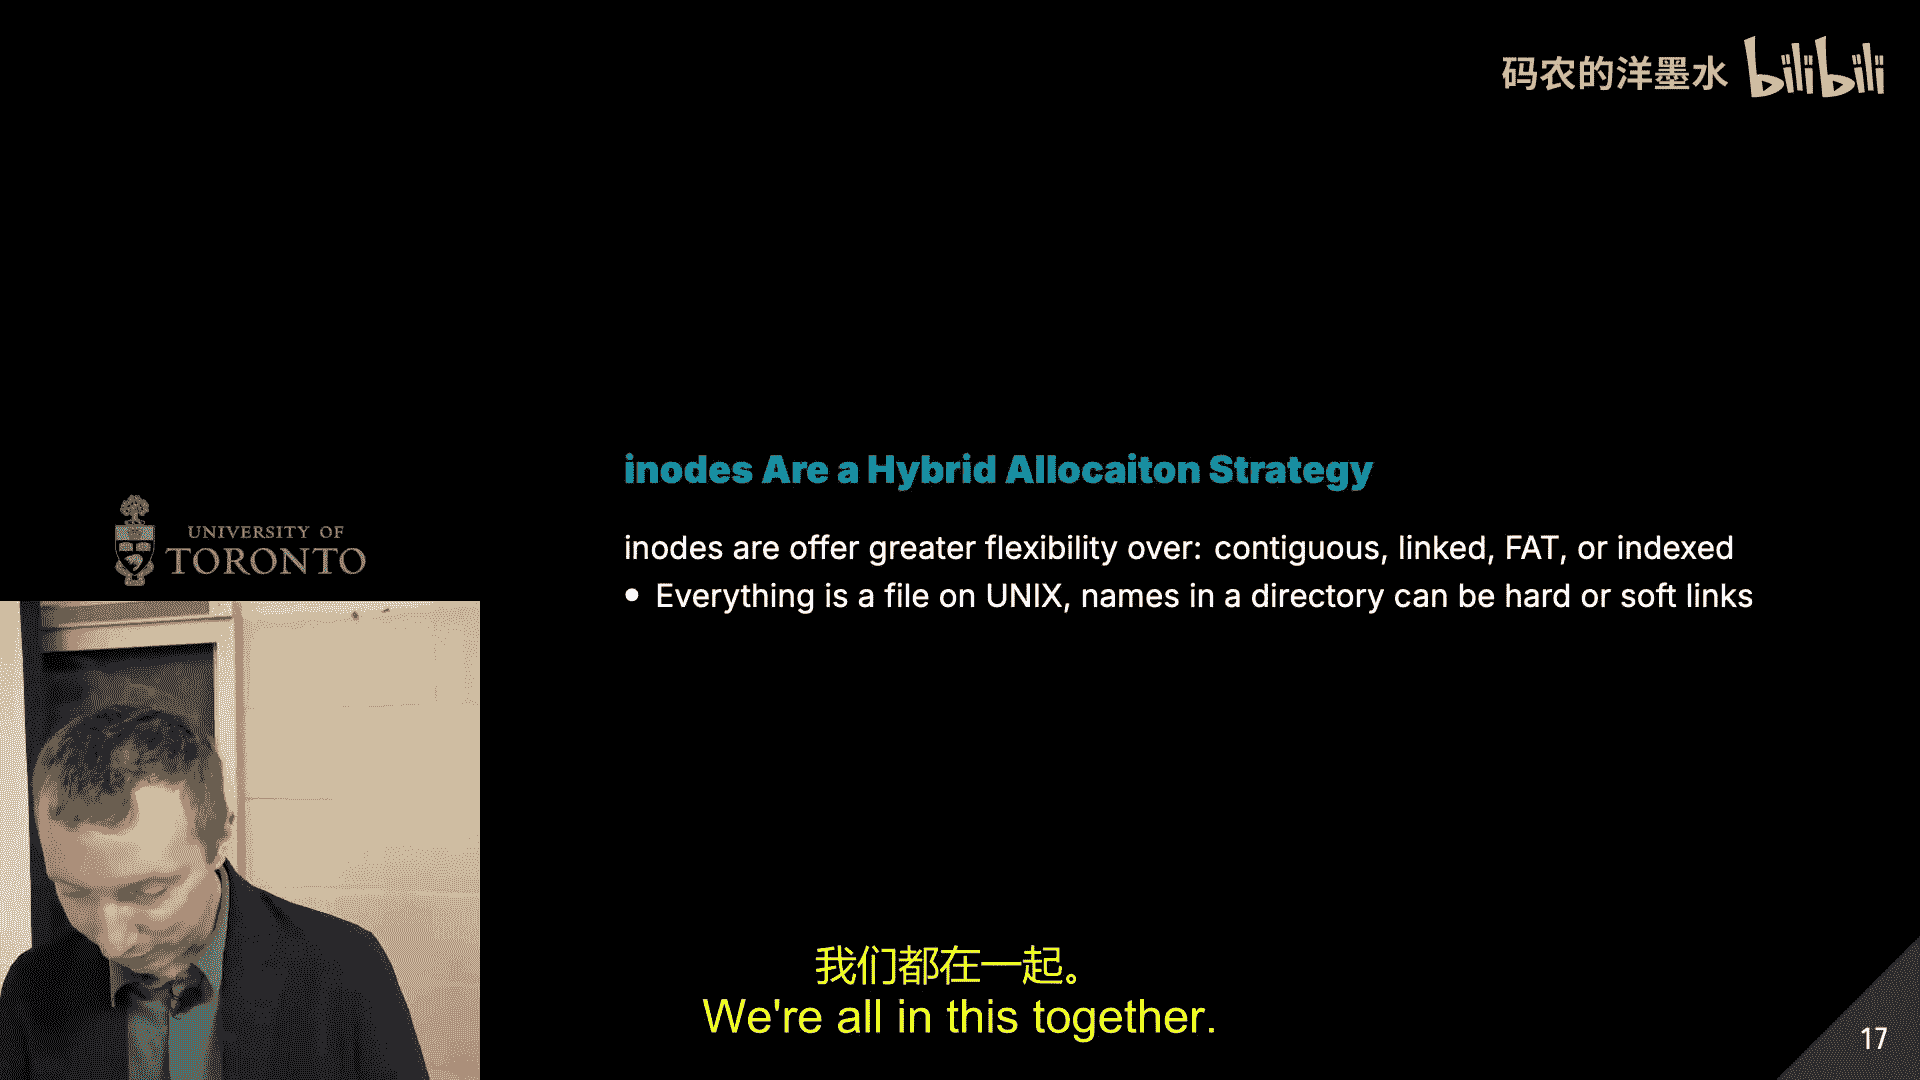 码农的洋墨水 bilibili
inodes Are a Hybrid Allocaiton Strategy
UNIVERSITY OF
TORONTO
inodes are offer greater flexibility over: contiguous, linked, FAT, or indexed
• Everything is a file on UNIX, names in a directory can be hard or soft links
我们都在一起。
We're all in this together.
17